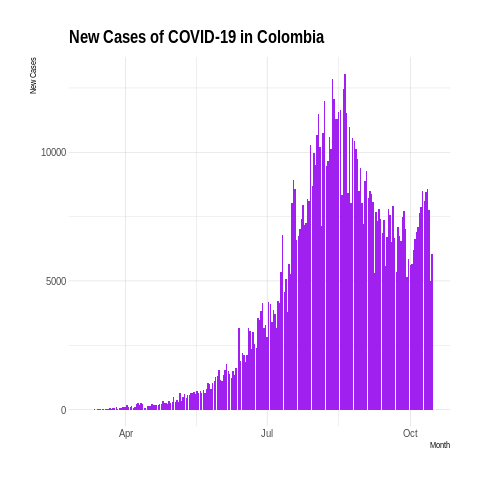 New Cases of COVID-19 in Colombia
New Cases
10000
5000
0
Apr
Jul
Oct
Month